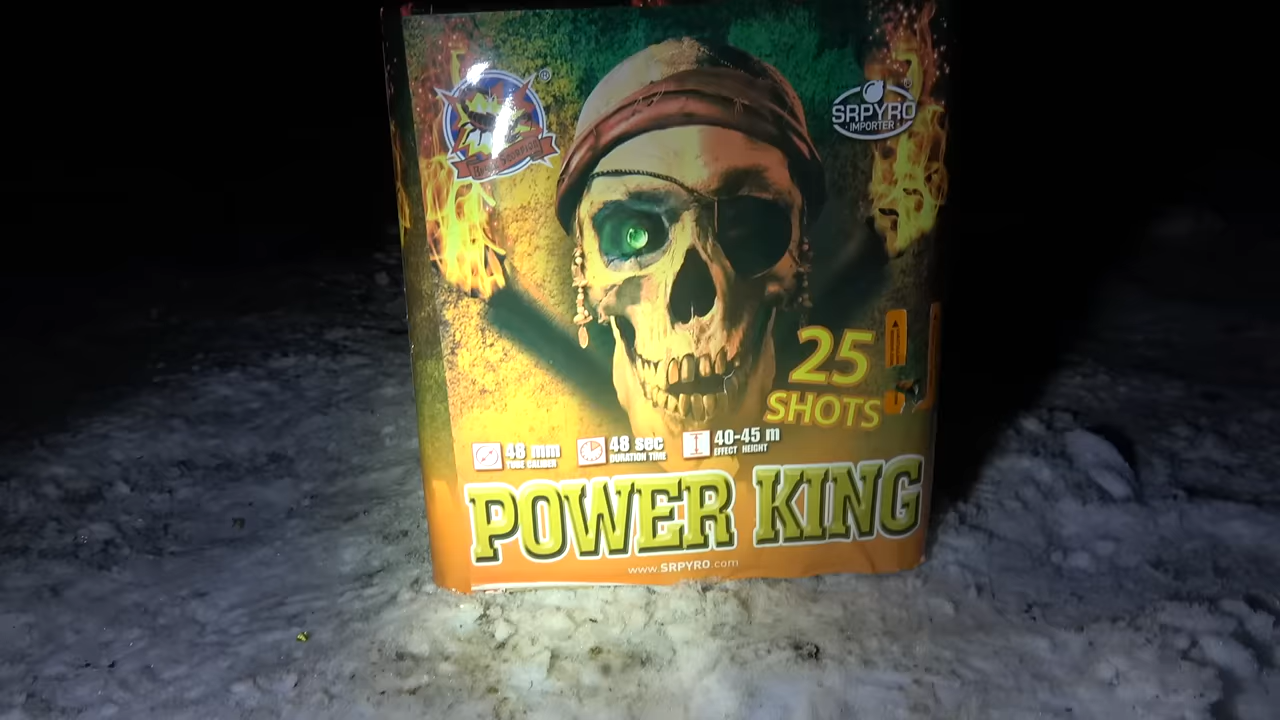 SRPYRO
IMPORTER
25
SHOTS
48 mm
TUBE CALIBER
48 sec
DURATION TIME
40-45 m
EFFECT HEIGHT
POWER KING
www.SRPYRO.com